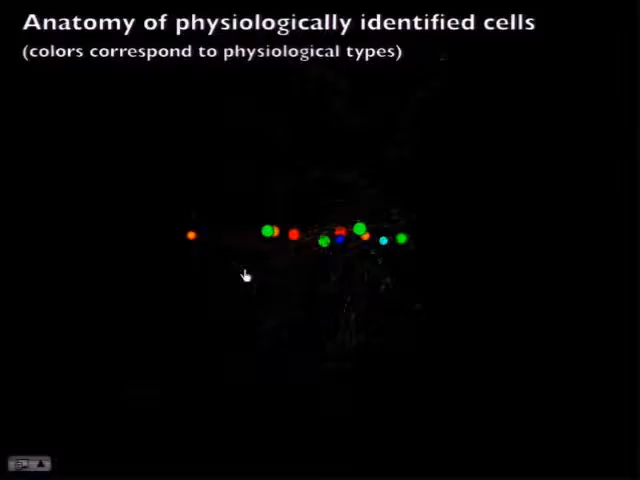 Anatomy of physiologically identified cells
(colors correspond to physiological types)